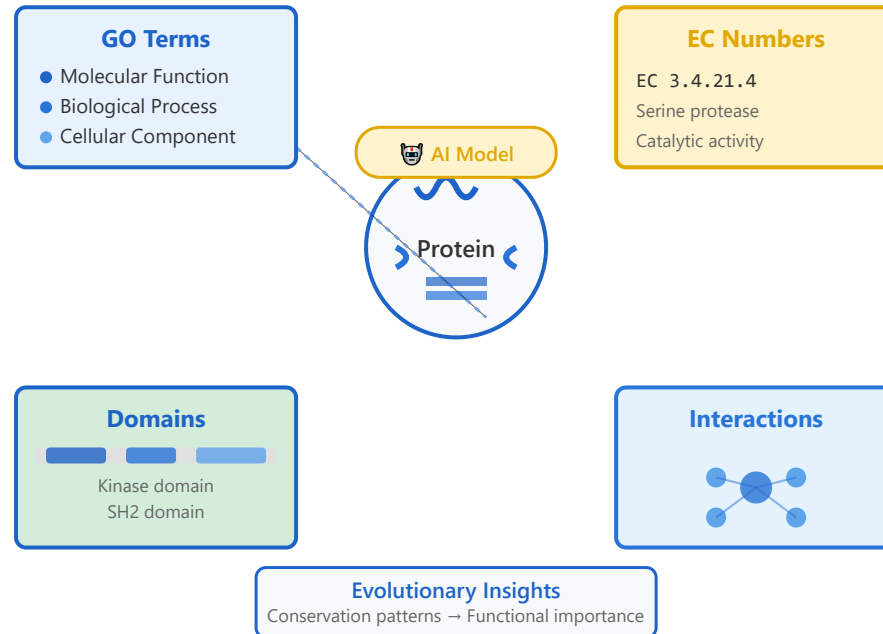 GO Terms
Molecular Function
Biological Process
Cellular Component
EC Numbers
EC 3.4.21.4
Serine protease
Catalytic activity
AI Model
Protein
Domains
Kinase domain
SH2 domain
Interactions
Evolutionary Insights
Conservation patterns → Functional importance